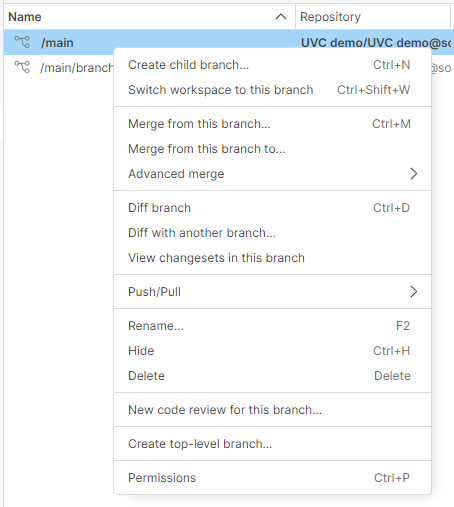 Name Repository
/main UVC demo/UVC demo@so
/main/branch @so
Create child branch... Ctrl+N
Switch workspace to this branch Ctrl+Shift+W
Merge from this branch... Ctrl+M
Merge from this branch to...
Advanced merge
Diff branch Ctrl+D
Diff with another branch...
View changesets in this branch
Push/Pull
Rename... F2
Hide Ctrl+H
Delete Delete
New code review for this branch...
Create top-level branch...
Permissions Ctrl+P